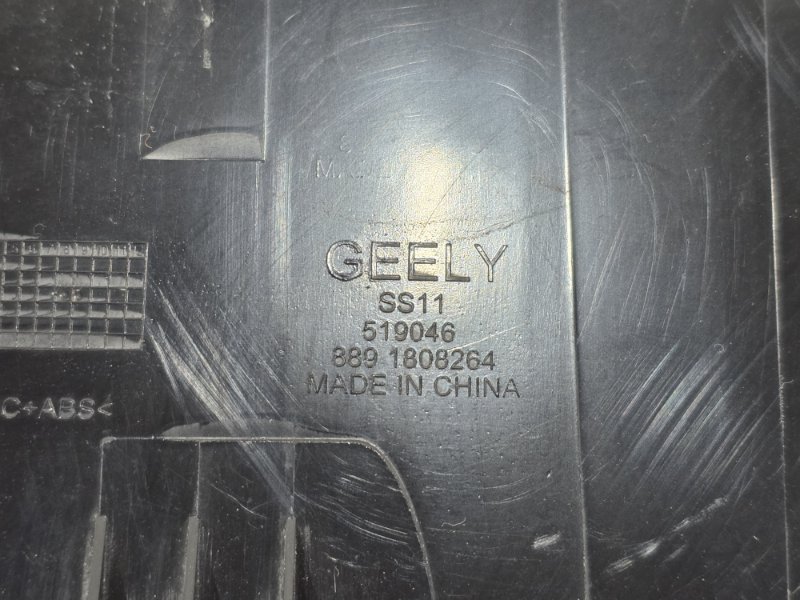 GEELY
SS11
519046
889 1808264
MADE IN CHINA
C+ABS<